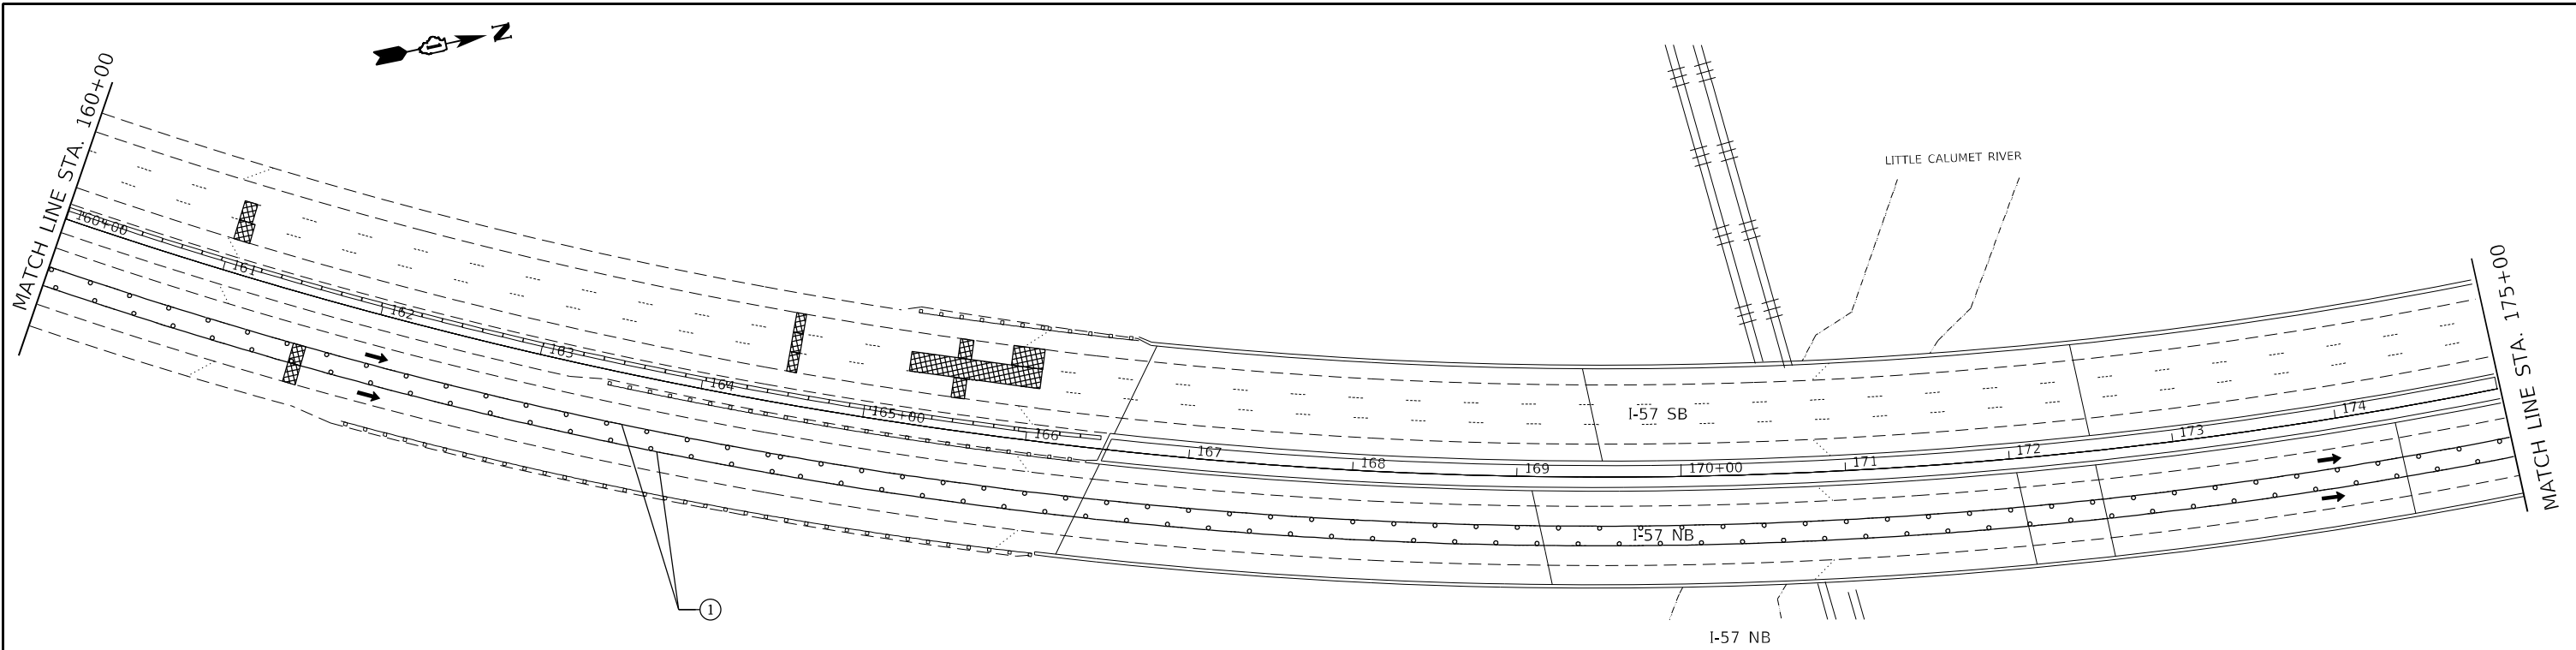 N
MATCH LINE STA. 160+00
LITTLE CALUMET RIVER
160+00
161
162
163
164
165+00
166
167
168
169
170+00
171
172
173
174
MATCH LINE STA. 175+00
I-57 SB
I-57 NB
1
I-57 NB